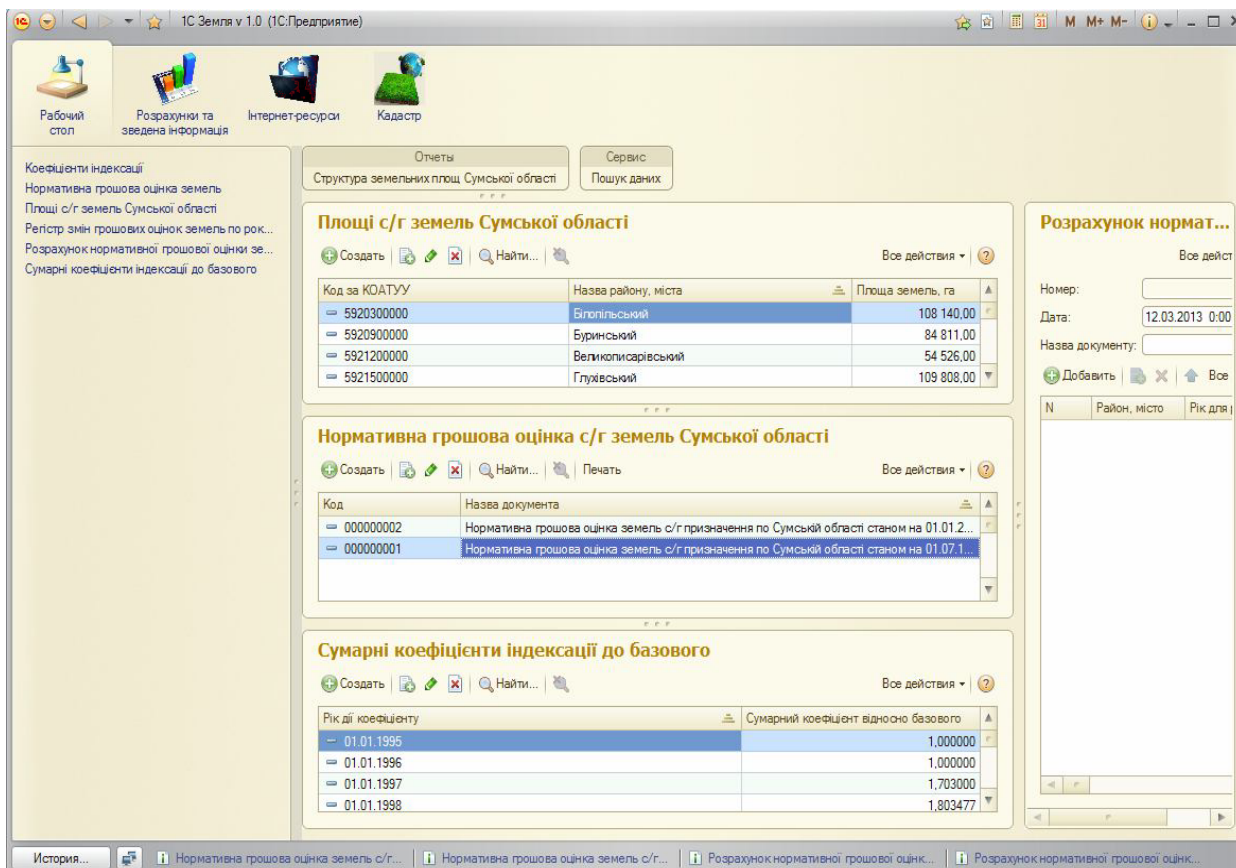 1С Земля v 1.0 (1С:Предприятие)
31 M M+ M-
Рабочий
стол
Розрахунки та
зведена інформація
Інтернет-ресурси
Кадастр
Коефіцієнти індексації
Нормативна грошова оцінка земель
Площі с/г земель Сумської області
Регістр змін грошових оцінок земель по рок...
Розрахунок нормативної грошової оцінки зе...
Сумарні коефіцієнти індексації до базового
Отчеты
Структура земельних площ Сумської області
Сервис
Пошук даних
Площі с/г земель Сумської області
Создать Найти... Все действия
Код за КОАТУУ Назва району, міста Площа земель, га
5920300000 Білопільський 108 140,00
5920900000 Буринський 84 811,00
5921200000 Великописарівський 54 526,00
5921500000 Глухівський 109 808,00
Нормативна грошова оцінка с/г земель Сумської області
Создать Найти... Печать Все действия
Код Назва документа
000000002 Нормативна грошова оцінка земель с/г призначення по Сумській області станом на 01.01.2...
000000001 Нормативна грошова оцінка земель с/г призначення по Сумській області станом на 01.07.1...
Сумарні коефіцієнти індексації до базового
Создать Найти... Все действия
Рік дії коефіцієнту Сумарний коефіцієнт відносно базового
01.01.1995 1,000000
01.01.1996 1,000000
01.01.1997 1,703000
01.01.1998 1,803477
Розрахунок нормат...
Все дейст
Номер:
Дата: 12.03.2013 0:00
Назва документу:
Добавить Все
N Район, місто Рік для р
История... Нормативна грошова оцінка земель с/г... Нормативна грошова оцінка земель с/г... Розрахунок нормативної грошової оцінк... Розрахунок нормативної грошової оцінк...